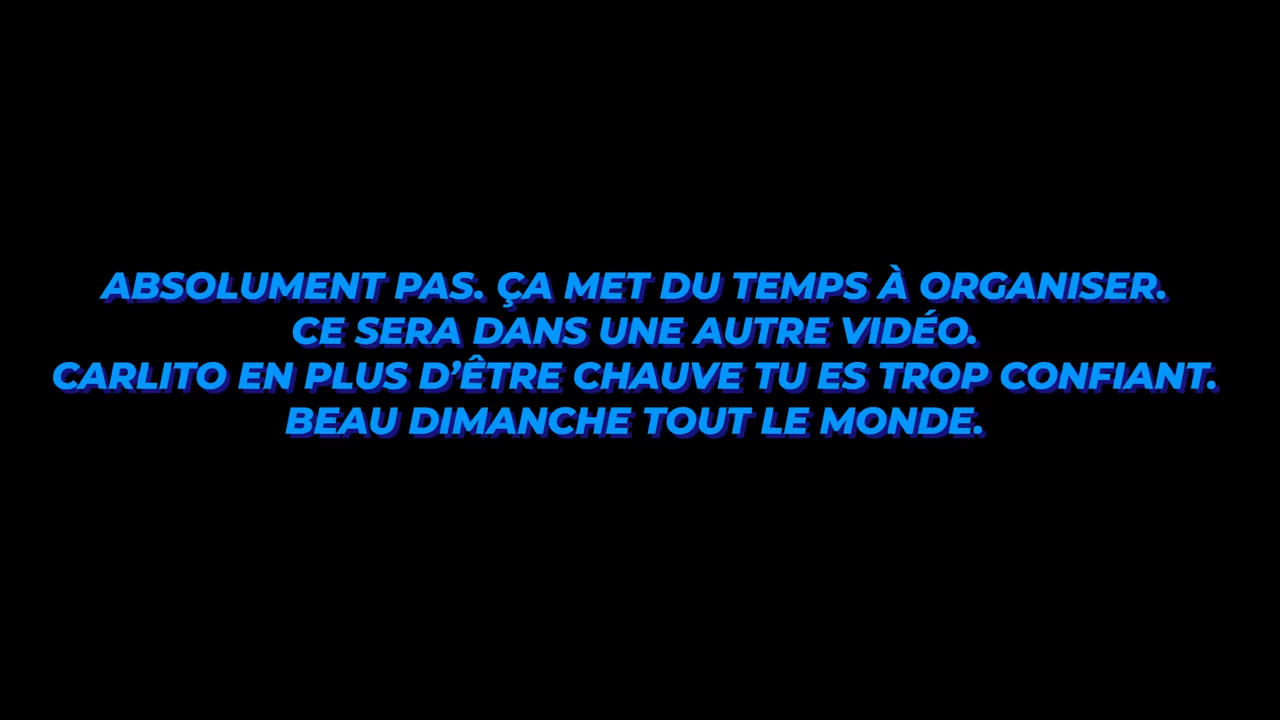 ABSOLUMENT PAS. ÇA MET DU TEMPS À ORGANISER.
CE SERA DANS UNE AUTRE VIDÉO.
CARLITO EN PLUS D’ÊTRE CHAUVE TU ES TROP CONFIANT.
BEAU DIMANCHE TOUT LE MONDE.